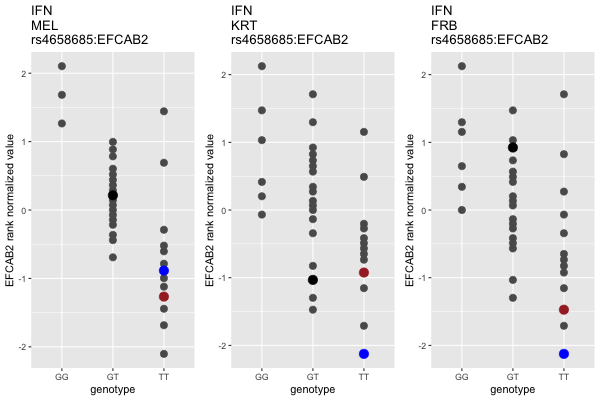 IFN
MEL
rs4658685:EFCAB2
EFCAB2 rank normalized value
2
1
0
-1
-2
GG GT TT
genotype
IFN
KRT
rs4658685:EFCAB2
EFCAB2 rank normalized value
2
1
0
-1
-2
GG GT TT
genotype
IFN
FRB
rs4658685:EFCAB2
EFCAB2 rank normalized value
2
1
0
-1
-2
GG GT TT
genotype